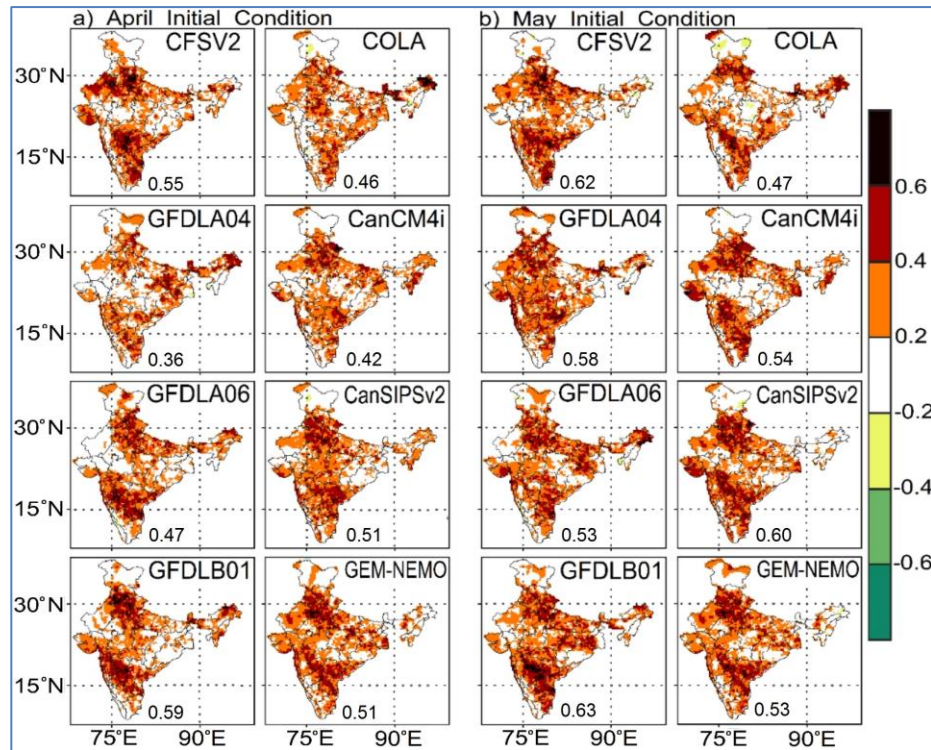 a) April Initial Condition
b) May Initial Condition
CFSV2
COLA
CFSV2
COLA
30°N
15°N
0.55
0.46
0.62
0.47
GFDLA04
CanCM4i
GFDLA04
CanCM4i
30°N
15°N
0.36
0.42
0.58
0.54
GFDLA06
CanSIPSv2
GFDLA06
CanSIPSv2
30°N
15°N
0.47
0.51
0.53
0.60
GFDLB01
GEM-NEMO
GFDLB01
GEM-NEMO
30°N
15°N
0.59
0.51
0.63
0.53
75°E
90°E
75°E
90°E
75°E
90°E
75°E
90°E
0.6
0.4
0.2
-0.2
-0.4
-0.6